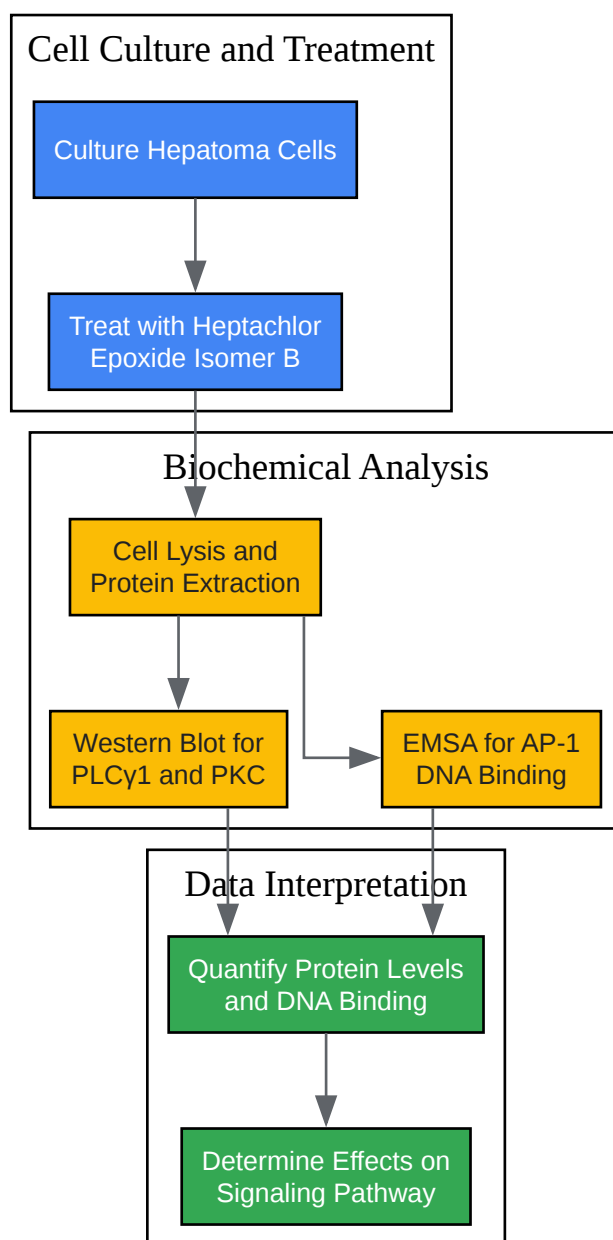 Cell Culture and Treatment
Culture Hepatoma Cells
Treat with Heptachlor
Epoxide Isomer B
Biochemical Analysis
Cell Lysis and
Protein Extraction
Western Blot for
PLCγ1 and PKC
EMSA for AP-1
DNA Binding
Data Interpretation
Quantify Protein Levels
and DNA Binding
Determine Effects on
Signaling Pathway